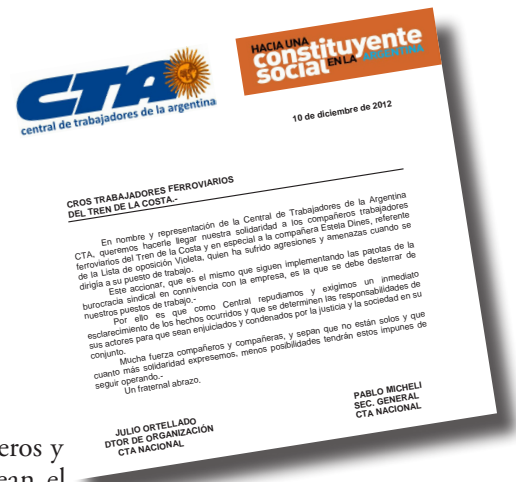 CTA
central de trabajadores de la argentina
HACIA UNA
constituyente
social EN LA ARGENTINA
10 de diciembre de 2012
CROS TRABAJADORES FERROVIARIOS
DEL TREN DE LA COSTA.-
En nombre y representación de la Central de Trabajadores de la Argentina
CTA, queremos hacerle llegar nuestra solidaridad a los compañeros trabajadores
ferroviarios del Tren de la Costa y en especial a la compañera Estela Dines, referente
de la Lista de oposición Violeta, quien ha sufrido agresiones y amenazas cuando se
dirigía a su puesto de trabajo.
Este accionar, que es el mismo que siguen implementando las patotas de la
burocracia sindical en connivencia con la empresa, es la que se debe desterrar de
nuestros puestos de trabajo.-
Por ello es que como Central repudiamos y exigimos un inmediato
esclarecimiento de los hechos ocurridos y que se determinen las responsabilidades de
sus actores para que sean enjuiciados y condenados por la justicia y la sociedad en su
conjunto.
Mucha fuerza compañeros y compañeras, y sepan que no están solos y que
cuanto más solidaridad expresemos, menos posibilidades tendrán estos impunes de
seguir operando.-
Un fraternal abrazo.
JULIO ORTELLADO
DTOR DE ORGANIZACIÓN
CTA NACIONAL
PABLO MICHELI
SEC. GENERAL
CTA NACIONAL
eros y
ean el